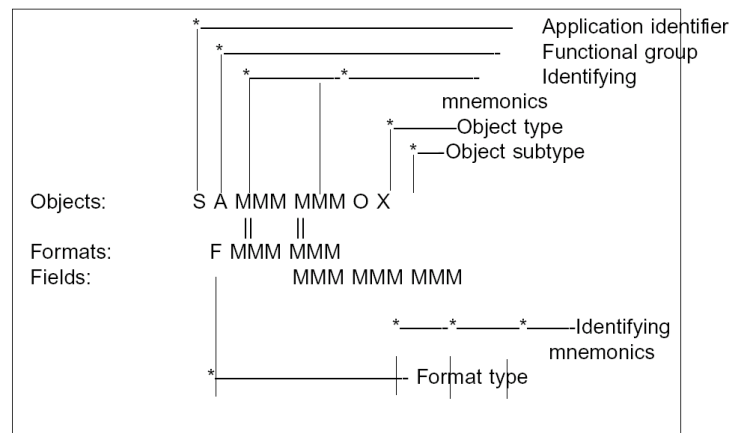 Application identifier
Functional group
Identifying
mnemonics
Object type
Object subtype
Objects: S A MMM MMM O X
|| ||
Formats: F MMM MMM
Fields: MMM MMM MMM
Identifying
mnemonics
Format type